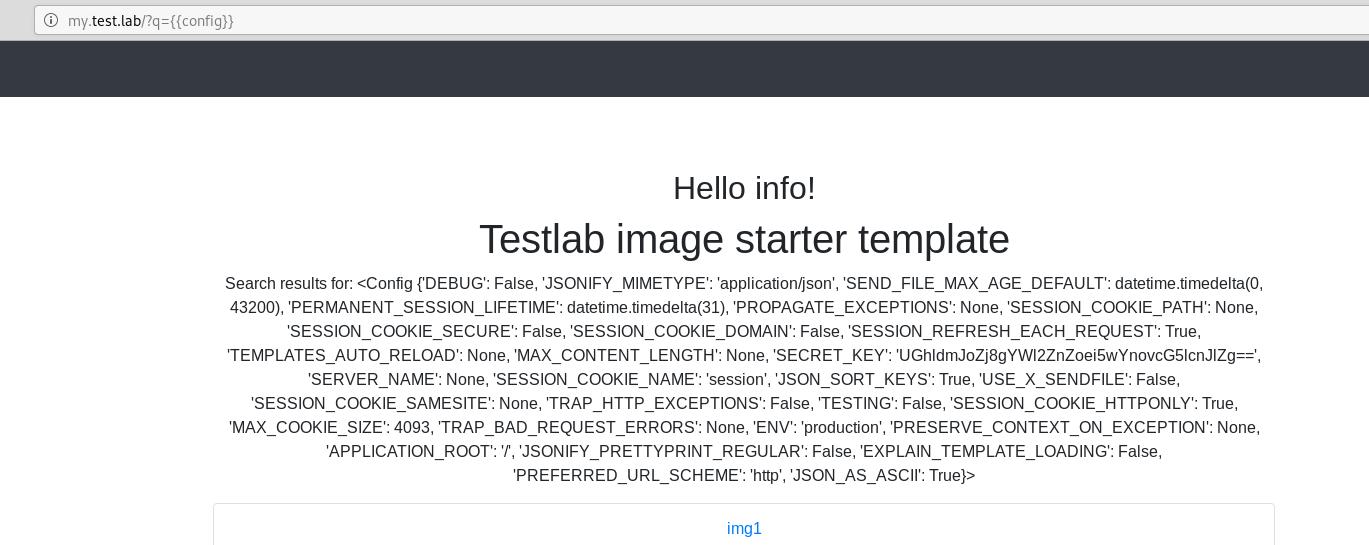 my.test.lab/?q={{config}}
Hello info!
Testlab image starter template
Search results for: <Config {'DEBUG': False, 'JSONIFY_MIMETYPE': 'application/json', 'SEND_FILE_MAX_AGE_DEFAULT': datetime.timedelta(0,
43200), 'PERMANENT_SESSION_LIFETIME': datetime.timedelta(31), 'PROPAGATE_EXCEPTIONS': None, 'SESSION_COOKIE_PATH': None,
'SESSION_COOKIE_SECURE': False, 'SESSION_COOKIE_DOMAIN': False, 'SESSION_REFRESH_EACH_REQUEST': True,
'TEMPLATES_AUTO_RELOAD': None, 'MAX_CONTENT_LENGTH': None, 'SECRET_KEY': 'UGhldmJoZj8gYWl2ZnZoei5wYnovcG5lcnJlZg==',
'SERVER_NAME': None, 'SESSION_COOKIE_NAME': 'session', 'JSON_SORT_KEYS': True, 'USE_X_SENDFILE': False,
'SESSION_COOKIE_SAMESITE': None, 'TRAP_HTTP_EXCEPTIONS': False, 'TESTING': False, 'SESSION_COOKIE_HTTPONLY': True,
'MAX_COOKIE_SIZE': 4093, 'TRAP_BAD_REQUEST_ERRORS': None, 'ENV': 'production', 'PRESERVE_CONTEXT_ON_EXCEPTION': None,
'APPLICATION_ROOT': '/', 'JSONIFY_PRETTYPRINT_REGULAR': False, 'EXPLAIN_TEMPLATE_LOADING': False,
'PREFERRED_URL_SCHEME': 'http', 'JSON_AS_ASCII': True}>
img1